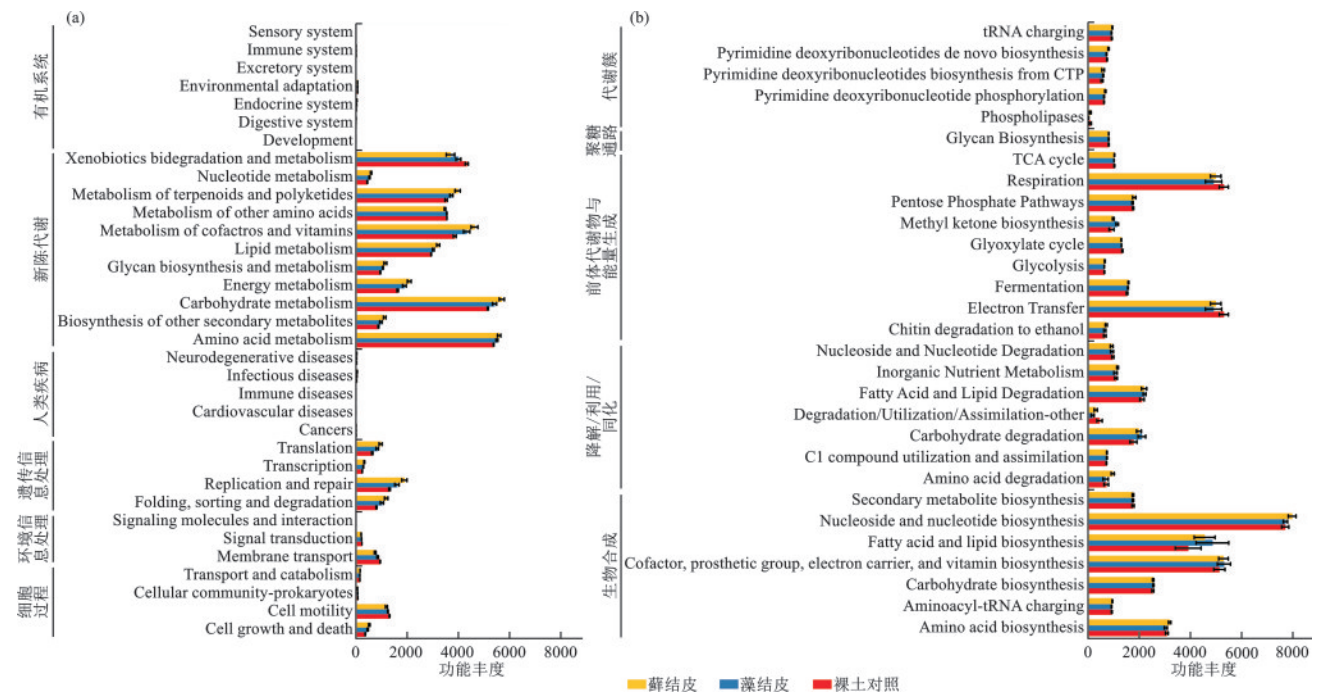 (a)
有机系统
Sensory system
Immune system
Excretory system
Environmental adaptation
Endocrine system
Digestive system
Development
新陈代谢
Xenobiotics bidegradation and metabolism
Nucleotide metabolism
Metabolism of terpenoids and polyketides
Metabolism of other amino acids
Metabolism of cofactros and vitamins
Lipid metabolism
Glycan biosynthesis and metabolism
Energy metabolism
Carbohydrate metabolism
Biosynthesis of other secondary metabolites
Amino acid metabolism
人类疾病
Neurodegenerative diseases
Infectious diseases
Immune diseases
Cardiovascular diseases
Cancers
遗传信
息处理
Translation
Transcription
Replication and repair
Folding, sorting and degradation
环境信
息处理
Signaling molecules and interaction
Signal transduction
Membrane transport
细胞
过程
Transport and catabolism
Cellular community-prokaryotes
Cell motility
Cell growth and death
0 2000 4000 6000 8000
功能丰度
(b)
代谢簇
tRNA charging
Pyrimidine deoxyribonucleotides de novo biosynthesis
Pyrimidine deoxyribonucleotides biosynthesis from CTP
Pyrimidine deoxyribonucleotide phosphorylation
Phospholipases
聚糖
通路
Glycan Biosynthesis
前体代谢物与
能量生成
TCA cycle
Respiration
Pentose Phosphate Pathways
Methyl ketone biosynthesis
Glyoxylate cycle
Glycolysis
Fermentation
Electron Transfer
Chitin degradation to ethanol
降解/利用/
同化
Nucleoside and Nucleotide Degradation
Inorganic Nutrient Metabolism
Fatty Acid and Lipid Degradation
Degradation/Utilization/Assimilation-other
Carbohydrate degradation
C1 compound utilization and assimilation
Amino acid degradation
生物合成
Secondary metabolite biosynthesis
Nucleoside and nucleotide biosynthesis
Fatty acid and lipid biosynthesis
Cofactor, prosthetic group, electron carrier, and vitamin biosynthesis
Carbohydrate biosynthesis
Aminoacyl-tRNA charging
Amino acid biosynthesis
0 2000 4000 6000 8000
功能丰度
藓结皮 藻结皮 裸土对照